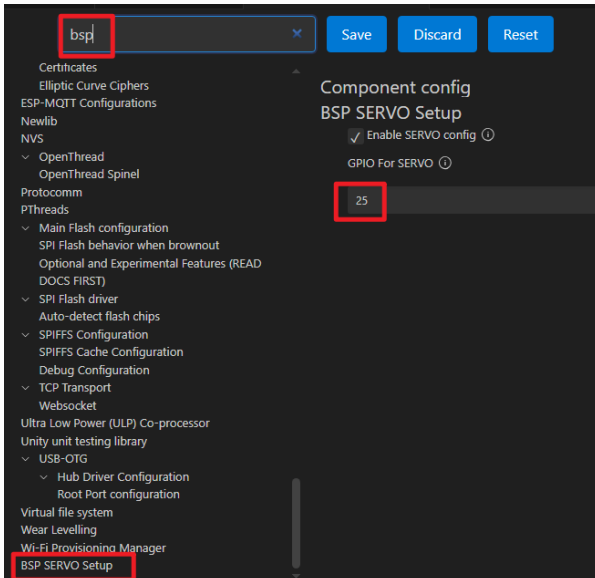 bsp
Save
Discard
Reset
Certificates
Elliptic Curve Ciphers
ESP-MQTT Configurations
Newlib
NVS
OpenThread
OpenThread Spinel
Protocomm
PThreads
Main Flash configuration
SPI Flash behavior when brownout
Optional and Experimental Features (READ
DOCS FIRST)
SPI Flash driver
Auto-detect flash chips
SPIFFS Configuration
SPIFFS Cache Configuration
Debug Configuration
TCP Transport
Websocket
Ultra Low Power (ULP) Co-processor
Unity unit testing library
USB-OTG
Hub Driver Configuration
Root Port configuration
Virtual file system
Wear Levelling
Wi-Fi Provisioning Manager
BSP SERVO Setup
Component config
BSP SERVO Setup
Enable SERVO config
GPIO For SERVO
25